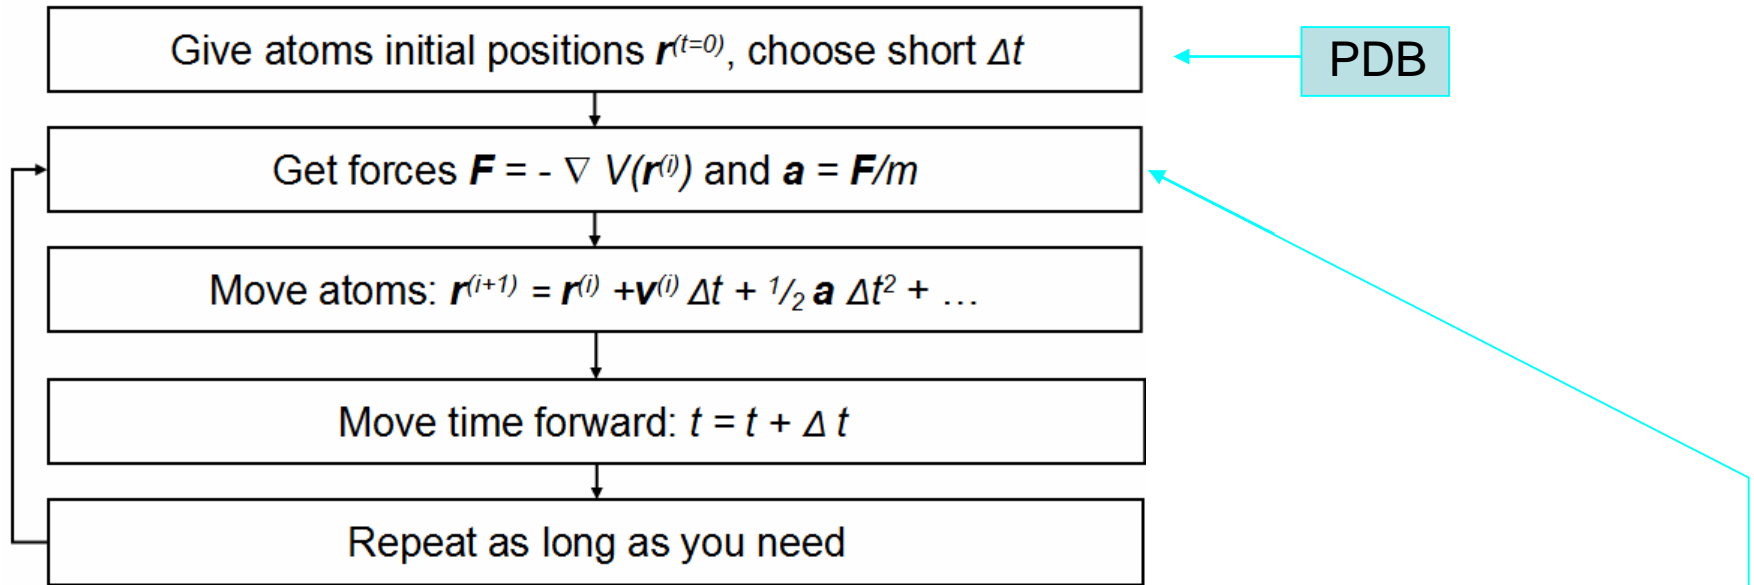 Give atoms initial positions r⁽ᵗ⁼⁰⁾, choose short Δt
PDB
Get forces F = - ∇ V(r⁽ⁱ⁾) and a = F/m
Move atoms: r⁽ⁱ⁺¹⁾ = r⁽ⁱ⁾ +v⁽ⁱ⁾ Δt + ¹/₂ a Δt² + …
Move time forward: t = t + Δ t
Repeat as long as you need